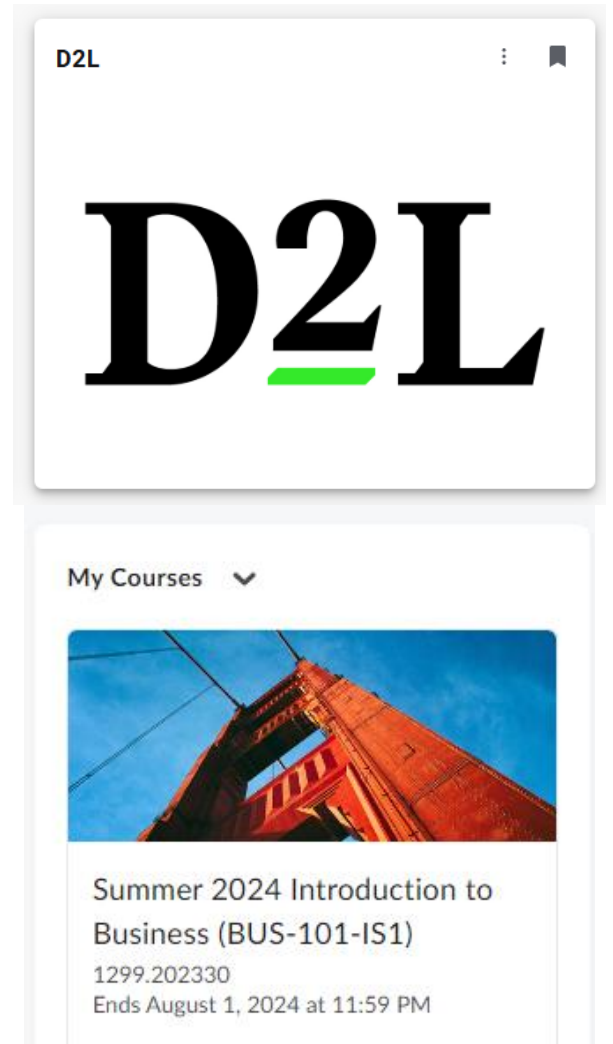 D2L
D2L
My Courses
Summer 2024 Introduction to
Business (BUS-101-IS1)
1299.202330
Ends August 1, 2024 at 11:59 PM